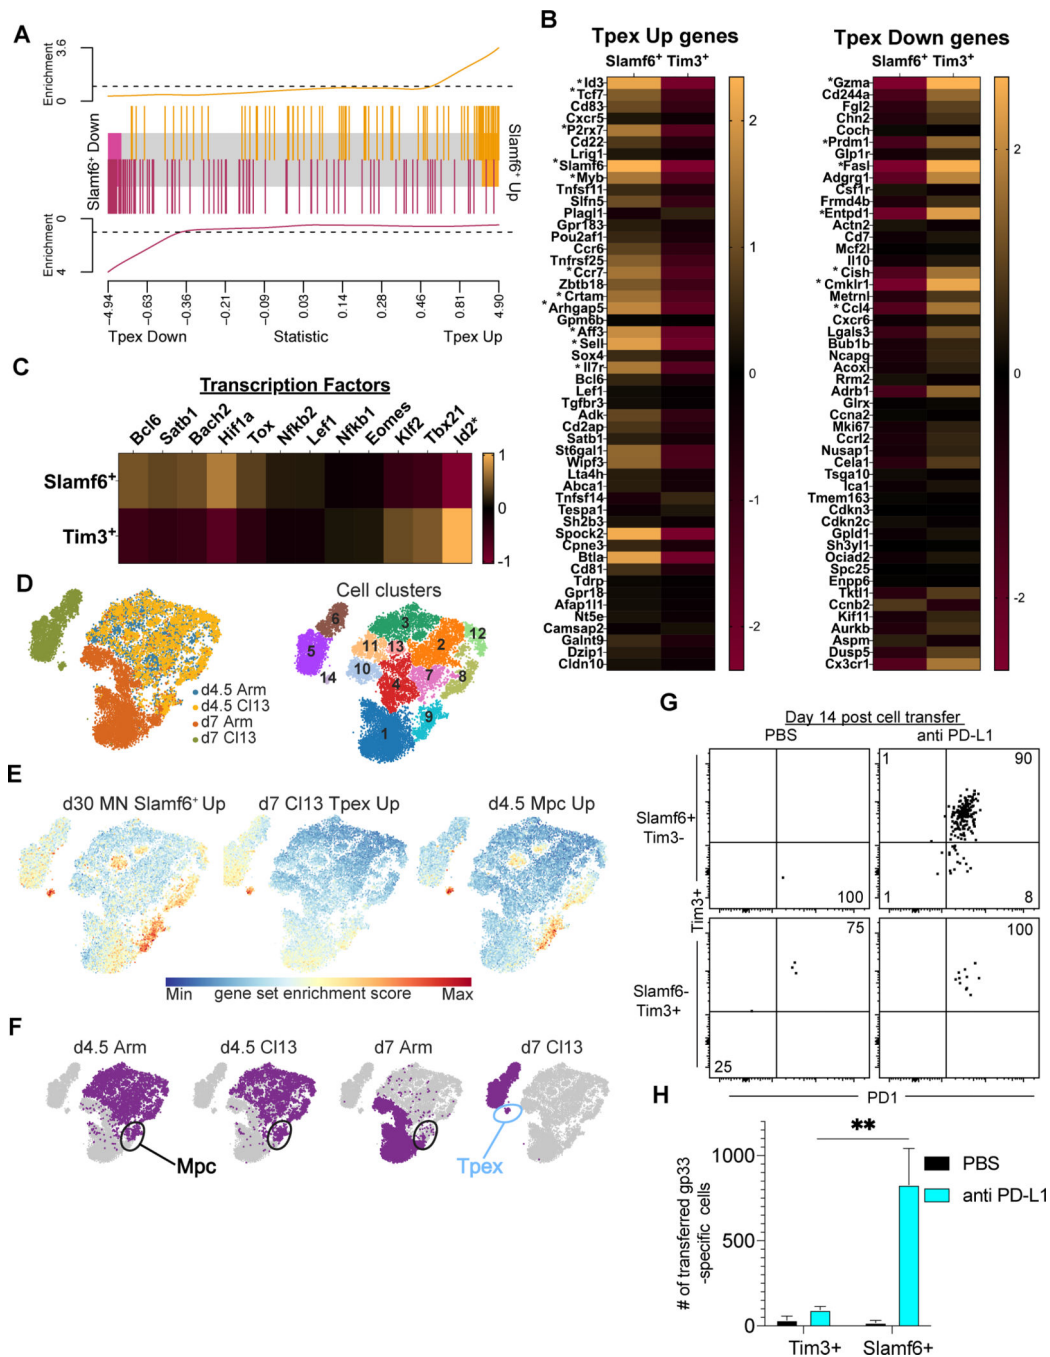 A
Enrichment
3.6
0
Slamf6+ Down
Slamf6+ Up
Enrichment
0
4
-4.94
-0.63
-0.36
-0.21
-0.09
0.03
0.14
0.28
0.46
0.81
4.90
Tpex Down
Statistic
Tpex Up
B
Tpex Up genes
Slamf6+ Tim3+
*Id3
*Tcf7
Cd83
Cxcr5
*P2rx7
Cd22
Lrig1
*Slamf6
*Myb
Tnfsf11
Slfn5
Plagl1
Gpr183
Pou2af1
Ccr6
Tnfrsf25
*Ccr7
Zbtb18
*Crtam
*Arhgap5
Gpm6b
*Aff3
*Sell
Sox4
*Il7r
Bcl6
Lef1
Tgfbr3
Adk
Cd2ap
Satb1
St6gal1
Wipf3
Lta4h
Abca1
Tnfsf14
Tespa1
Sh2b3
Spock2
Cpne3
Btla
Cd81
Tdrp
Gpr18
Afap1l1
Nt5e
Camsap2
Galnt9
Dzip1
Cldn10
2
1
0
-1
-2
Tpex Down genes
Slamf6+ Tim3+
*Gzma
Cd244a
Fgl2
Chn2
Coch
*Prdm1
Glp1r
*Fasl
Adgrg1
Csf1r
Frmd4b
*Entpd1
Actn2
Cd7
Mcf2l
Il10
*Cish
*Cmklr1
Metrnl
*Ccl4
Cxcr6
Lgals3
Bub1b
Ncapg
Acoxl
Rrm2
Adrb1
Glrx
Ccna2
Mki67
Ccrl2
Nusap1
Cela1
Tsga10
Ica1
Tmem163
Cdkn3
Cdkn2c
Gpld1
Sh3yl1
Ociad2
Spc25
Enpp6
Tktl1
Ccnb2
Kif11
Aurkb
Aspm
Dusp5
Cx3cr1
2
0
-2
C
Transcription Factors
Bcl6
Satb1
Bach2
Hif1a
Tox
Nfkb2
Lef1
Nfkb1
Eomes
Klf2
Tbx21
Id2*
Slamf6+
Tim3+
1
0
-1
D
d4.5 Arm
d4.5 Cl13
d7 Arm
d7 Cl13
Cell clusters
6
3
12
5
11
13
2
14
10
4
7
8
9
1
E
d30 MN Slamf6+ Up
d7 Cl13 Tpex Up
d4.5 Mpc Up
Min
gene set enrichment score
Max
F
d4.5 Arm
d4.5 Cl13
d7 Arm
d7 Cl13
Mpc
Tpex
G
Day 14 post cell transfer
PBS
anti PD-L1
Slamf6+
Tim3-
100
1
90
1
8
Tim3+
Slamf6-
Tim3+
75
25
100
PD1
H
# of transferred gp33
-specific cells
1000
500
0
**
PBS
anti PD-L1
Tim3+
Slamf6+